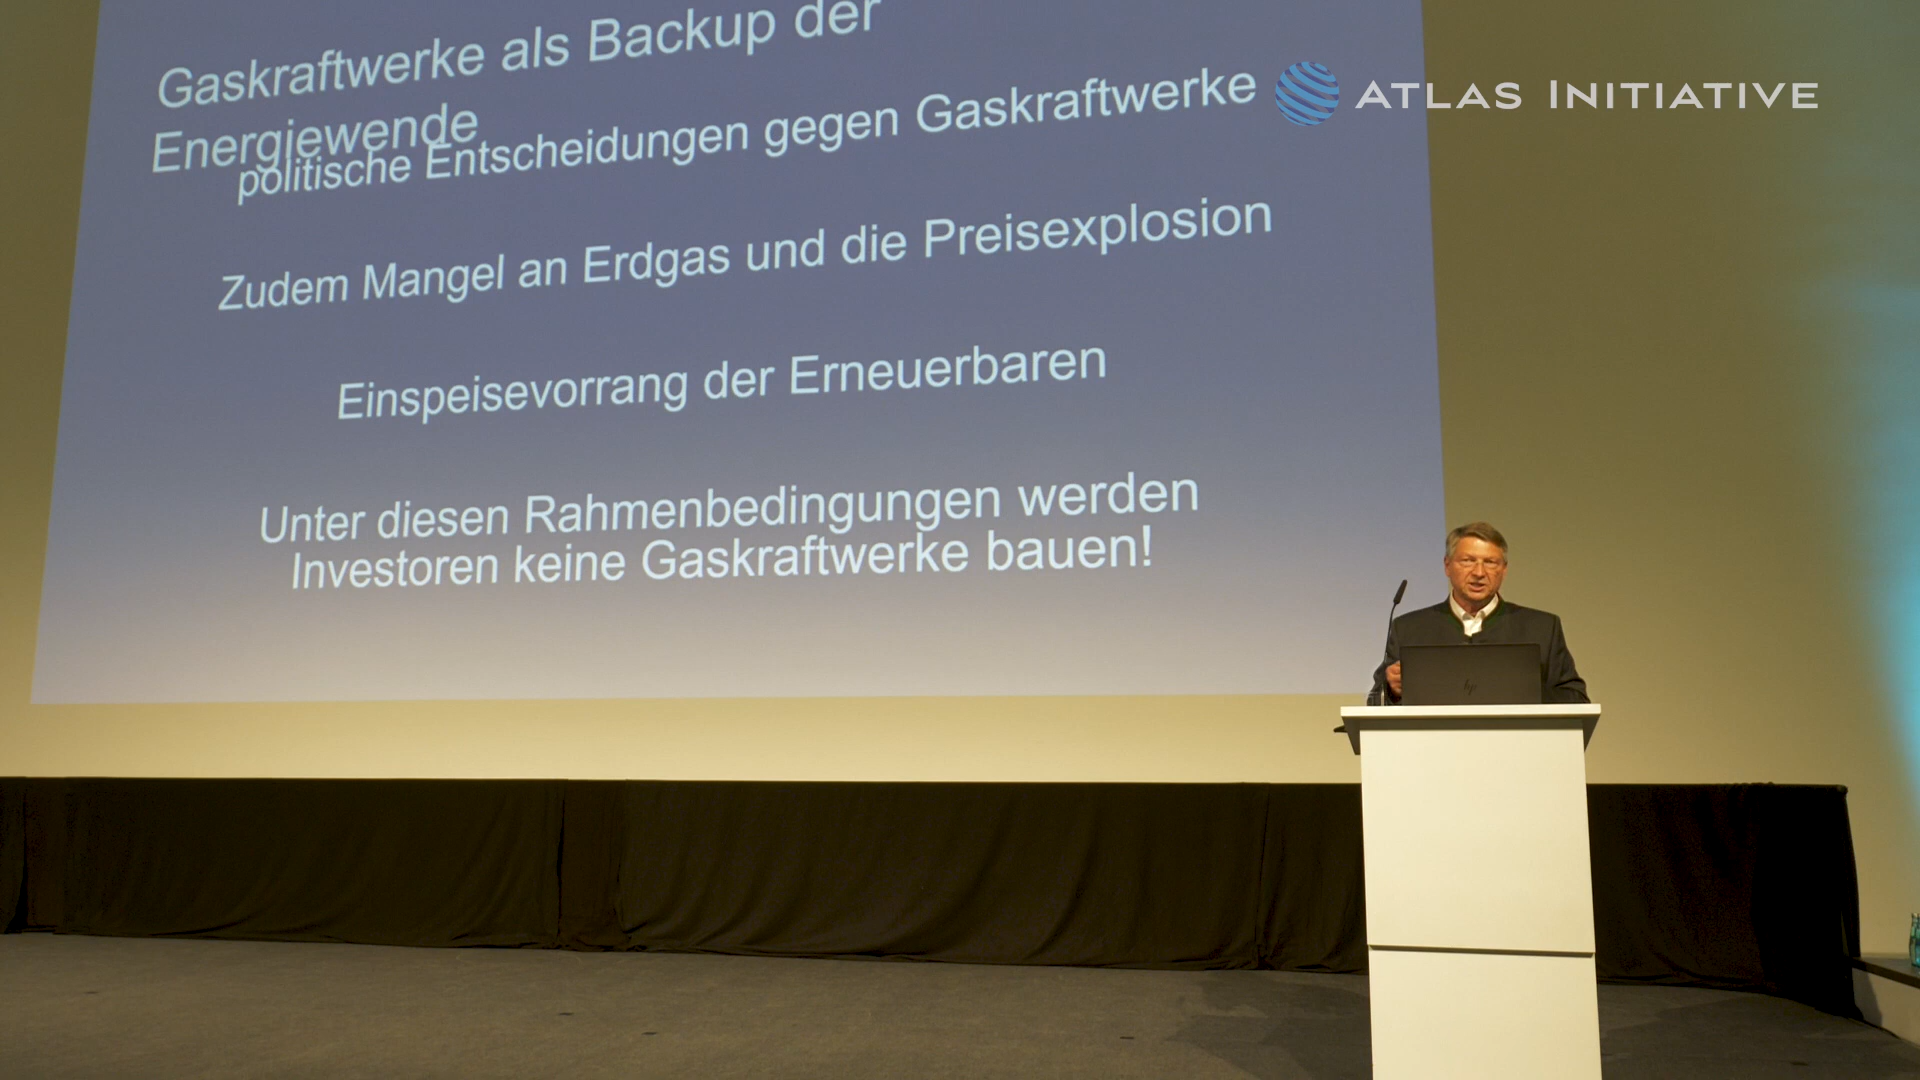 Gaskraftwerke als Backup der
Energiewende
politische Entscheidungen gegen Gaskraftwerke
Zudem Mangel an Erdgas und die Preisexplosion
Einspeisevorrang der Erneuerbaren
Unter diesen Rahmenbedingungen werden
Investoren keine Gaskraftwerke bauen!
ATLAS INITIATIVE
hp